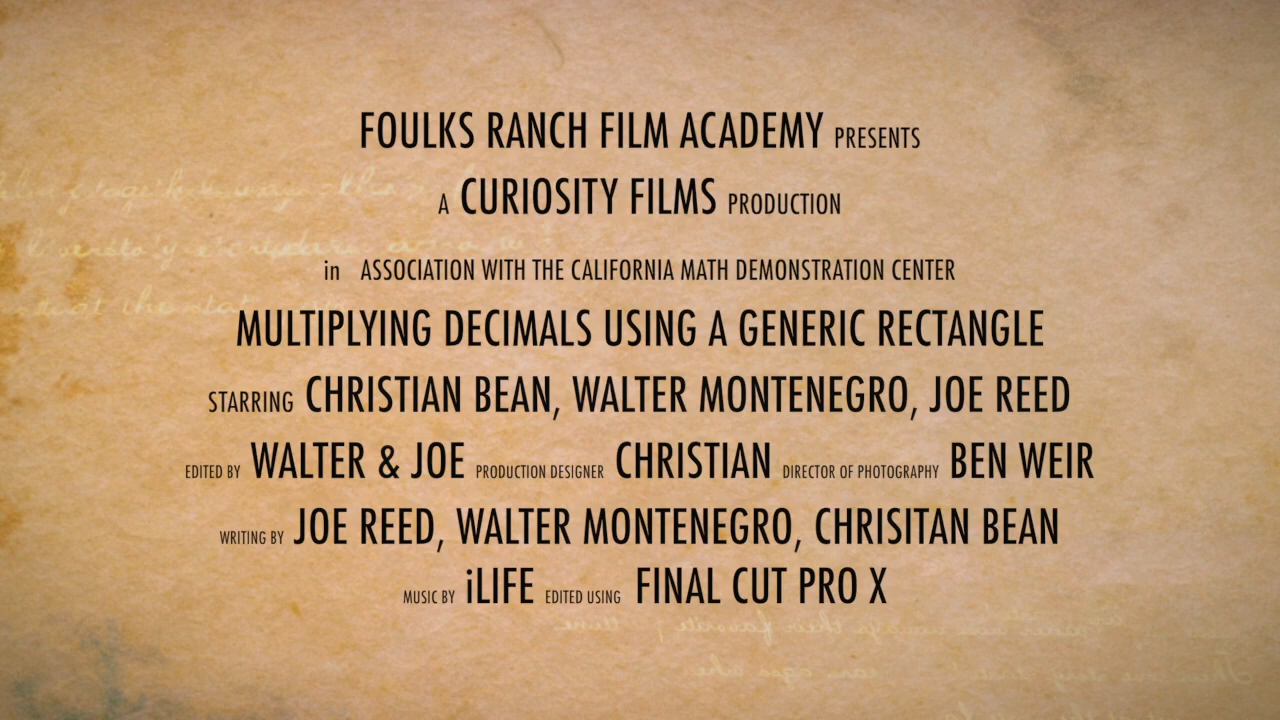 FOULKS RANCH FILM ACADEMY PRESENTS
A CURIOSITY FILMS PRODUCTION
in ASSOCIATION WITH THE CALIFORNIA MATH DEMONSTRATION CENTER
MULTIPLYING DECIMALS USING A GENERIC RECTANGLE
STARRING CHRISTIAN BEAN, WALTER MONTENEGRO, JOE REED
EDITED BY WALTER & JOE PRODUCTION DESIGNER CHRISTIAN DIRECTOR OF PHOTOGRAPHY BEN WEIR
WRITING BY JOE REED, WALTER MONTENEGRO, CHRISITAN BEAN
MUSIC BY iLIFE EDITED USING FINAL CUT PRO X